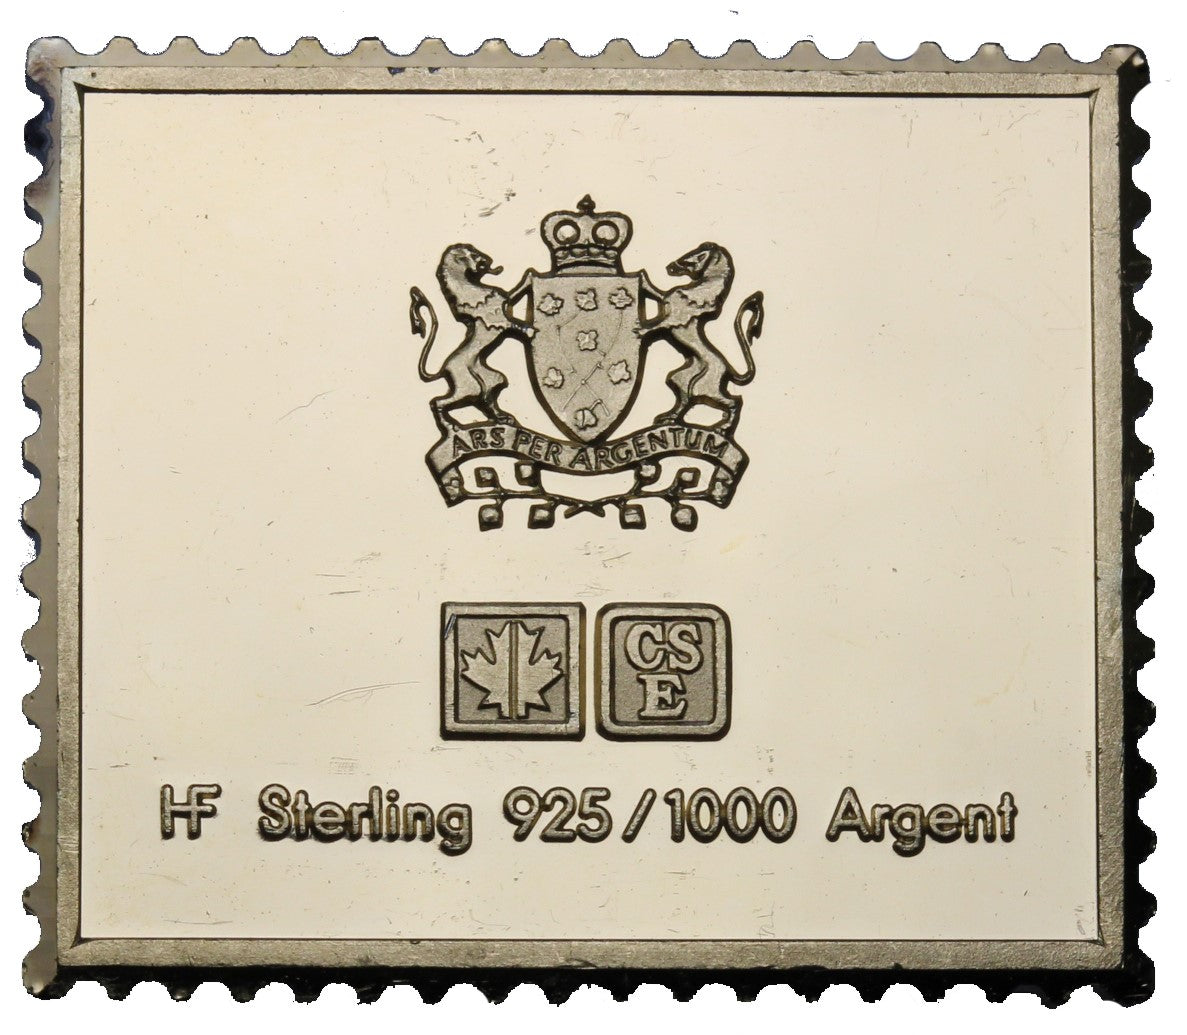 ARS PER ARGENTUM
CS
E
HF Sterling 925/1000 Argent